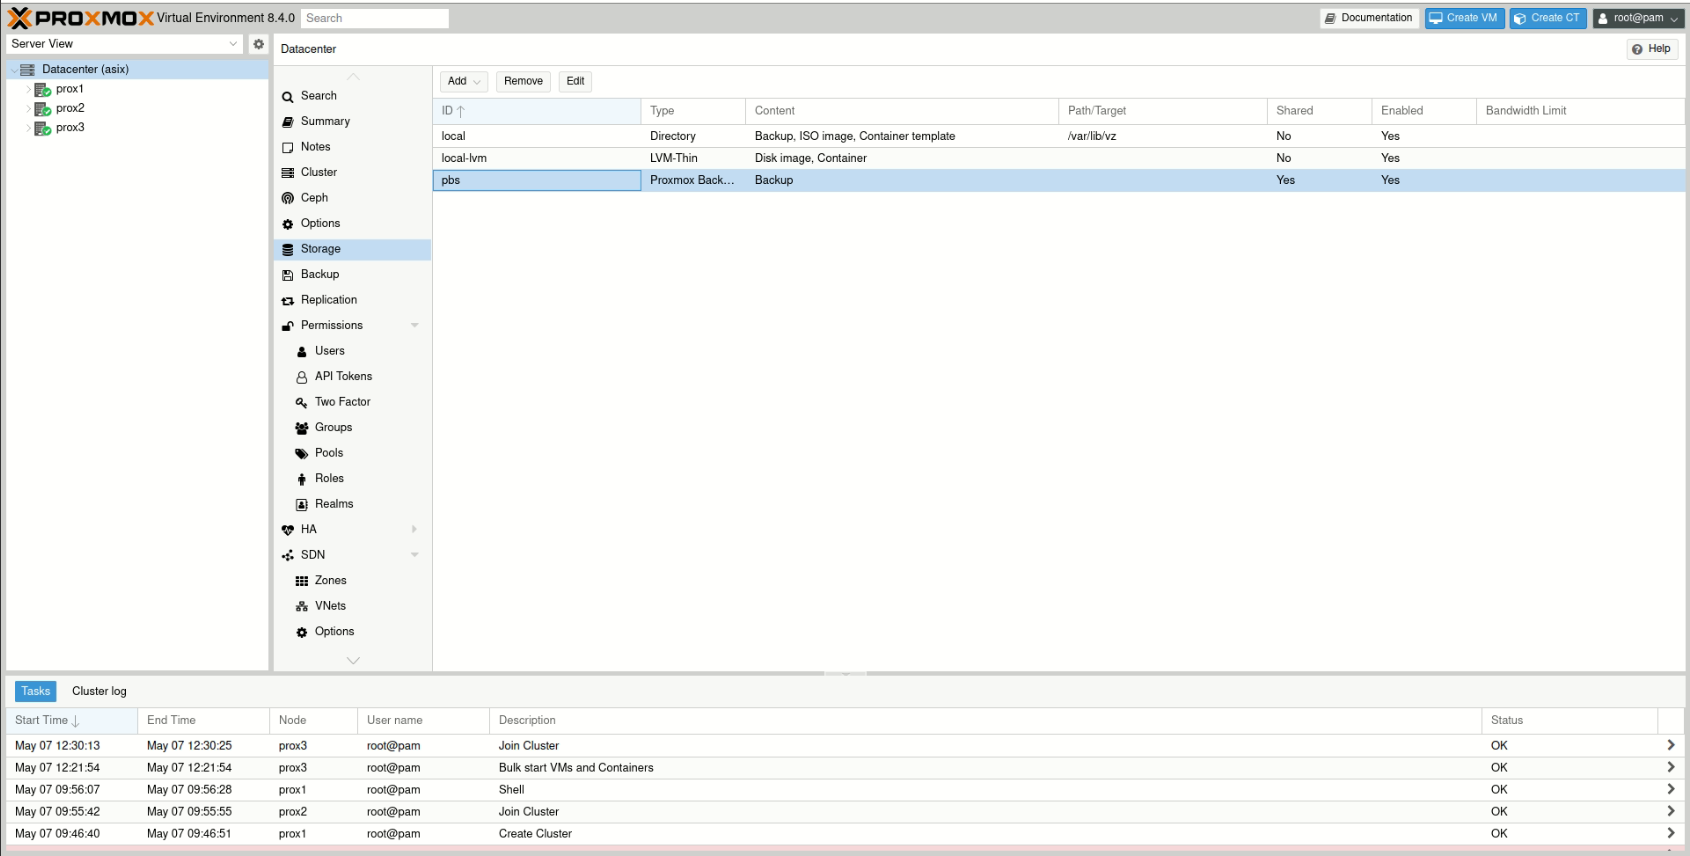 PROXMOX Virtual Environment 8.4.0 Search Documentation Create VM Create CT root@pam
Server View
Datacenter Help
Datacenter (asix)
prox1
prox2
prox3
Search
Summary
Notes
Cluster
Ceph
Options
Storage
Backup
Replication
Permissions
Users
API Tokens
Two Factor
Groups
Pools
Roles
Realms
HA
SDN
Zones
VNets
Options
Add Remove Edit
ID Type Content Path/Target Shared Enabled Bandwidth Limit
local Directory Backup, ISO image, Container template /var/lib/vz No Yes
local-lvm LVM-Thin Disk image, Container No Yes
pbs Proxmox Back... Backup Yes Yes
Tasks Cluster log
Start Time End Time Node User name Description Status
May 07 12:30:13 May 07 12:30:25 prox3 root@pam Join Cluster OK
May 07 12:21:54 May 07 12:21:54 prox3 root@pam Bulk start VMs and Containers OK
May 07 09:56:07 May 07 09:56:28 prox1 root@pam Shell OK
May 07 09:55:42 May 07 09:55:55 prox2 root@pam Join Cluster OK
May 07 09:46:40 May 07 09:46:51 prox1 root@pam Create Cluster OK